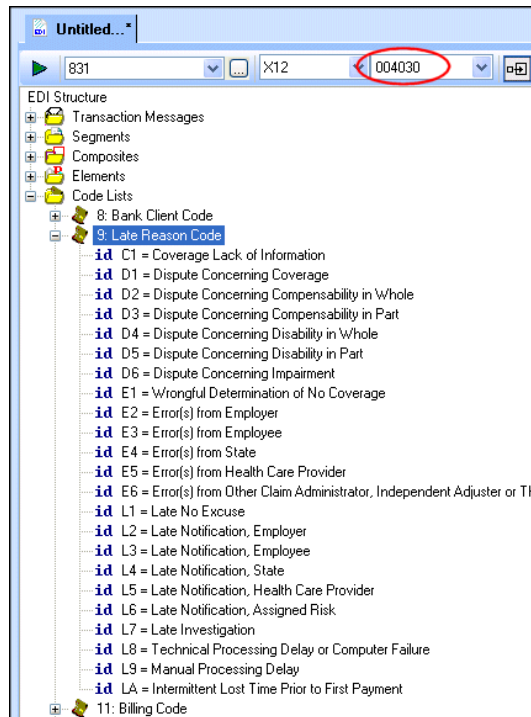 EDI Untitled...*
831 ... X12 004030
EDI Structure
Transaction Messages
Segments
Composites
Elements
Code Lists
8: Bank Client Code
9: Late Reason Code
id C1 = Coverage Lack of Information
id D1 = Dispute Concerning Coverage
id D2 = Dispute Concerning Compensability in Whole
id D3 = Dispute Concerning Compensability in Part
id D4 = Dispute Concerning Disability in Whole
id D5 = Dispute Concerning Disability in Part
id D6 = Dispute Concerning Impairment
id E1 = Wrongful Determination of No Coverage
id E2 = Error(s) from Employer
id E3 = Error(s) from Employee
id E4 = Error(s) from State
id E5 = Error(s) from Health Care Provider
id E6 = Error(s) from Other Claim Administrator, Independent Adjuster or Th
id L1 = Late No Excuse
id L2 = Late Notification, Employer
id L3 = Late Notification, Employee
id L4 = Late Notification, State
id L5 = Late Notification, Health Care Provider
id L6 = Late Notification, Assigned Risk
id L7 = Late Investigation
id L8 = Technical Processing Delay or Computer Failure
id L9 = Manual Processing Delay
id LA = Intermittent Lost Time Prior to First Payment
11: Billing Code